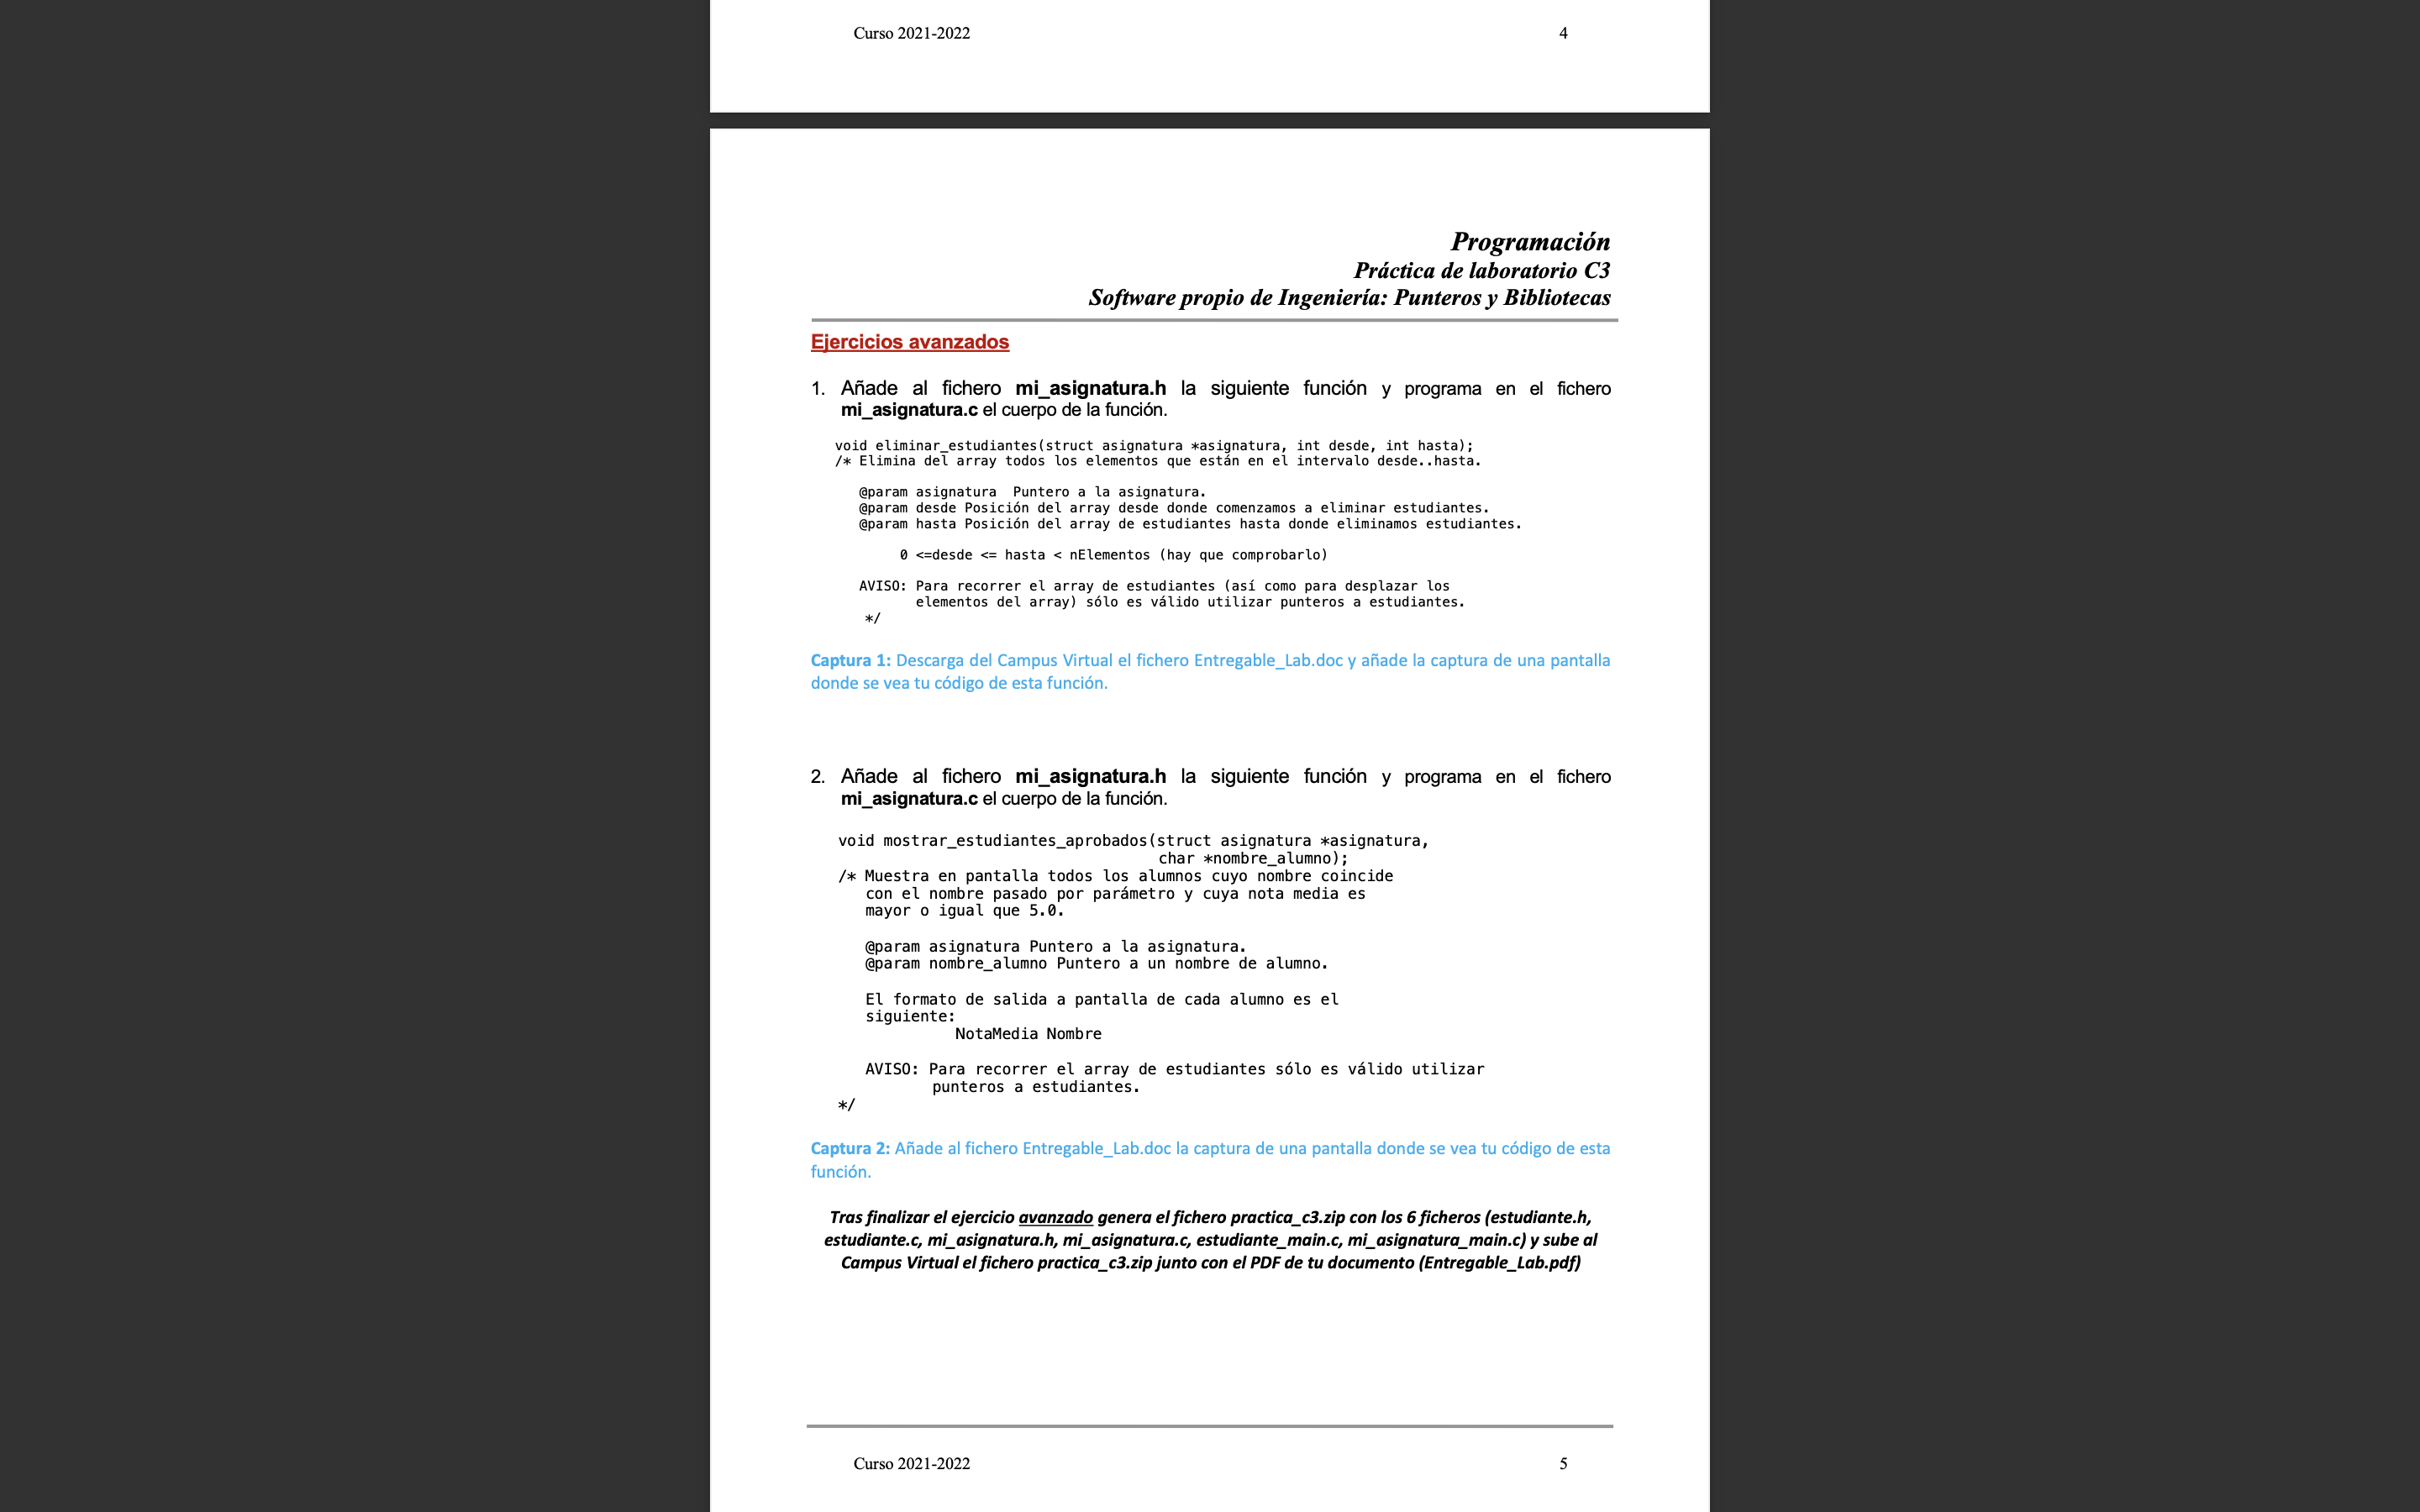 Curso 2021-2022 4
Programación
Práctica de laboratorio C3
Software propio de Ingeniería: Punteros y Bibliotecas
Ejercicios avanzados
1. Añade al fichero mi_asignatura.h la siguiente función y programa en el fichero
mi_asignatura.c el cuerpo de la función.
void eliminar_estudiantes(struct asignatura *asignatura, int desde, int hasta);
/* Elimina del array todos los elementos que están en el intervalo desde..hasta.
@param asignatura  Puntero a la asignatura.
@param desde Posición del array desde donde comenzamos a eliminar estudiantes.
@param hasta Posición del array de estudiantes hasta donde eliminamos estudiantes.
0 <=desde <= hasta < nElementos (hay que comprobarlo)
AVISO: Para recorrer el array de estudiantes (así como para desplazar los
elementos del array) sólo es válido utilizar punteros a estudiantes.
*/
Captura 1: Descarga del Campus Virtual el fichero Entregable_Lab.doc y añade la captura de una pantalla
donde se vea tu código de esta función.
2. Añade al fichero mi_asignatura.h la siguiente función y programa en el fichero
mi_asignatura.c el cuerpo de la función.
void mostrar_estudiantes_aprobados(struct asignatura *asignatura,
char *nombre_alumno);
/* Muestra en pantalla todos los alumnos cuyo nombre coincide
con el nombre pasado por parámetro y cuya nota media es
mayor o igual que 5.0.
@param asignatura Puntero a la asignatura.
@param nombre_alumno Puntero a un nombre de alumno.
El formato de salida a pantalla de cada alumno es el
siguiente:
NotaMedia Nombre
AVISO: Para recorrer el array de estudiantes sólo es válido utilizar
punteros a estudiantes.
*/
Captura 2: Añade al fichero Entregable_Lab.doc la captura de una pantalla donde se vea tu código de esta
función.
Tras finalizar el ejercicio avanzado genera el fichero practica_c3.zip con los 6 ficheros (estudiante.h,
estudiante.c, mi_asignatura.h, mi_asignatura.c, estudiante_main.c, mi_asignatura_main.c) y sube al
Campus Virtual el fichero practica_c3.zip junto con el PDF de tu documento (Entregable_Lab.pdf)
Curso 2021-2022 5